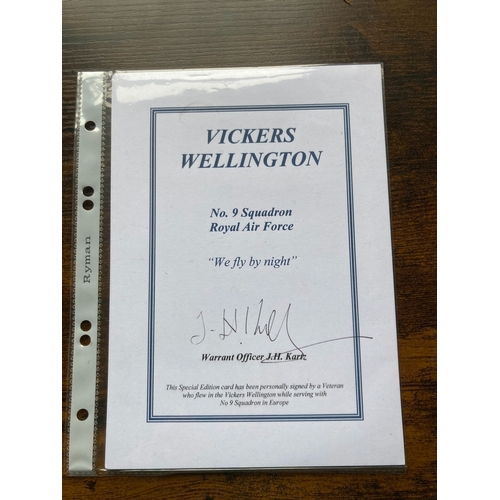 VICKERS
WELLINGTON
No. 9 Squadron
Royal Air Force
"We fly by night"
Warrant Officer J.H. Kartz
This Special Edition card has been personally signed by a Veteran
who flew in the Vickers Wellington while serving with
No 9 Squadron in Europe
Ryman